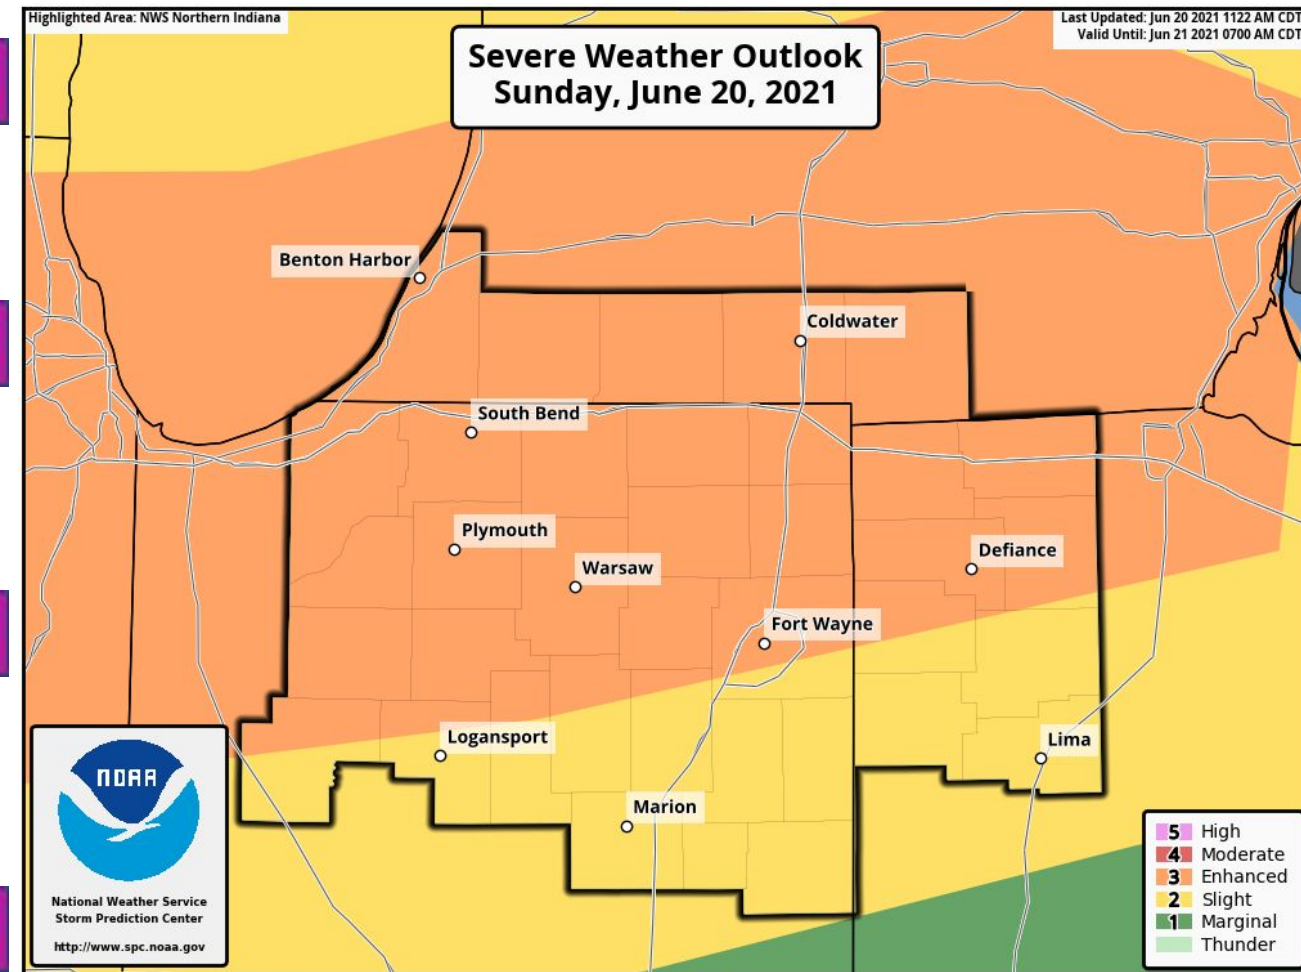 Highlighted Area: NWS Northern Indiana
Last Updated: Jun 20 2021 1122 AM CDT
Valid Until: Jun 21 2021 0700 AM CDT
Severe Weather Outlook
Sunday, June 20, 2021
Benton Harbor
Coldwater
South Bend
Plymouth
Warsaw
Defiance
Fort Wayne
Logansport
Lima
Marion
NOAA
National Weather Service
Storm Prediction Center
http://www.spc.noaa.gov
5 High
4 Moderate
3 Enhanced
2 Slight
1 Marginal
Thunder